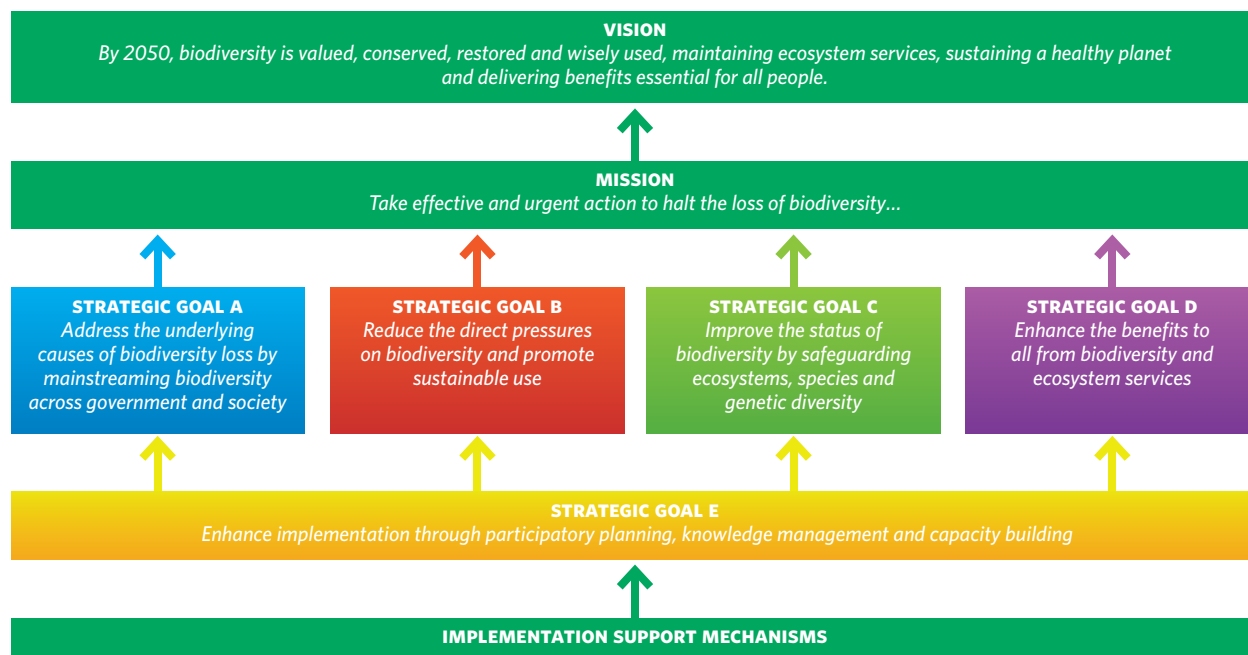 VISION
By 2050, biodiversity is valued, conserved, restored and wisely used, maintaining ecosystem services, sustaining a healthy planet
and delivering benefits essential for all people.
MISSION
Take effective and urgent action to halt the loss of biodiversity...
STRATEGIC GOAL A
Address the underlying
causes of biodiversity loss by
mainstreaming biodiversity
across government and society
STRATEGIC GOAL B
Reduce the direct pressures
on biodiversity and promote
sustainable use
STRATEGIC GOAL C
Improve the status of
biodiversity by safeguarding
ecosystems, species and
genetic diversity
STRATEGIC GOAL D
Enhance the benefits to
all from biodiversity and
ecosystem services
STRATEGIC GOAL E
Enhance implementation through participatory planning, knowledge management and capacity building
IMPLEMENTATION SUPPORT MECHANISMS